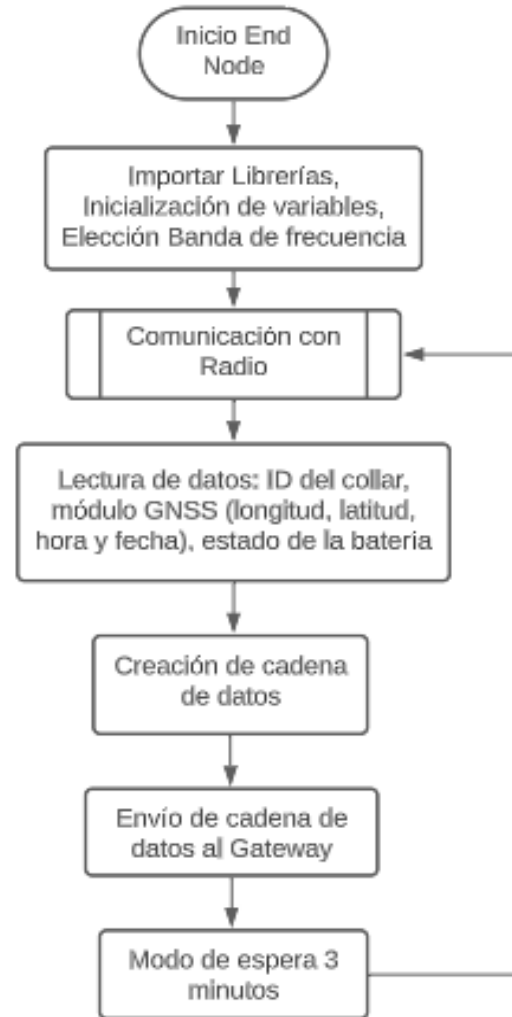 Inicio End
Node
Importar Librerías,
Inicialización de variables,
Elección Banda de frecuencia
Comunicación con
Radio
Lectura de datos: ID del collar,
módulo GNSS (longitud, latitud,
hora y fecha), estado de la batería
Creación de cadena
de datos
Envío de cadena de
datos al Gateway
Modo de espera 3
minutos